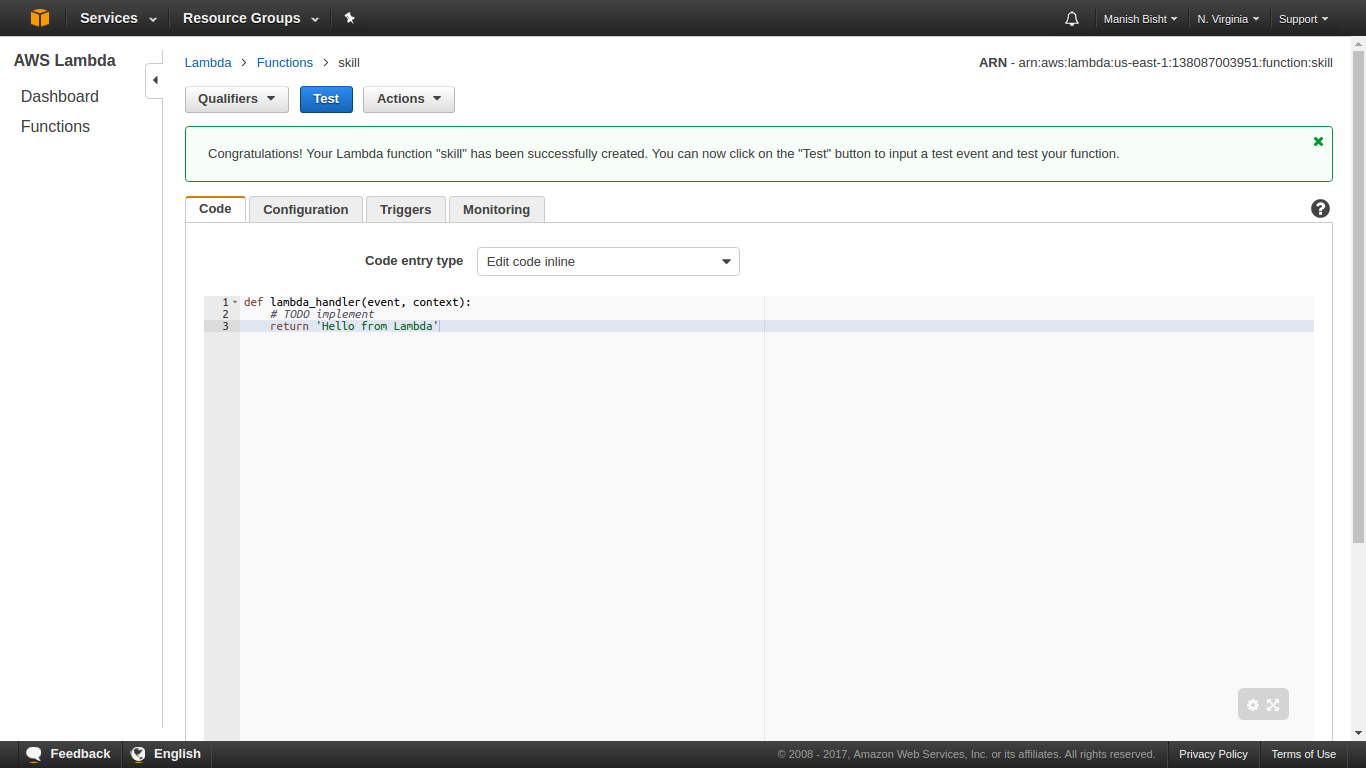 Services Resource Groups Manish Bisht N. Virginia Support
AWS Lambda
Dashboard
Functions
Lambda > Functions > skill ARN - arn:aws:lambda:us-east-1:138087003951:function:skill
Qualifiers Test Actions
Congratulations! Your Lambda function "skill" has been successfully created. You can now click on the "Test" button to input a test event and test your function.
Code Configuration Triggers Monitoring
Code entry type Edit code inline
1 def lambda_handler(event, context):
2 # TODO implement
3 return 'Hello from Lambda'
Feedback English © 2008 - 2017, Amazon Web Services, Inc. or its affiliates. All rights reserved. Privacy Policy Terms of Use